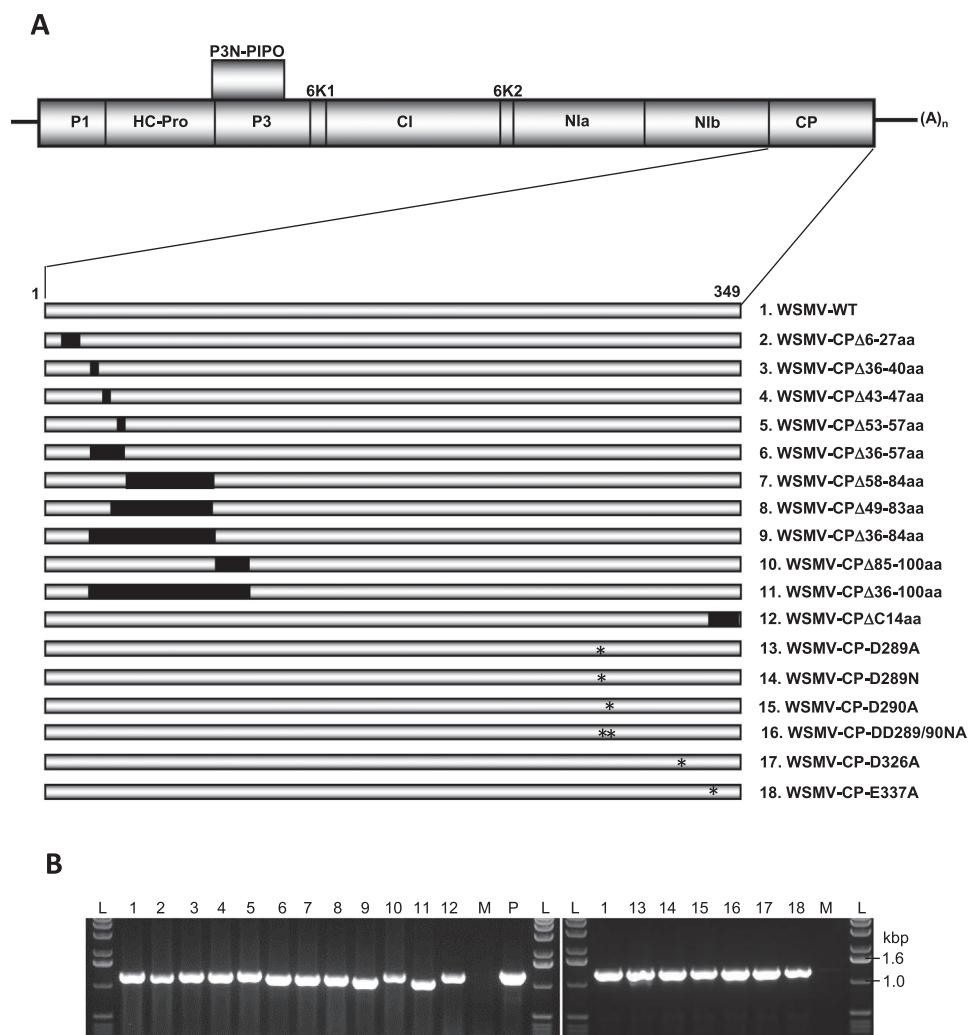 A
P3N-PIPO
6K1
6K2
P1 HC-Pro P3 CI NIa NIb CP (A)n
1
349
1. WSMV-WT
2. WSMV-CPΔ6-27aa
3. WSMV-CPΔ36-40aa
4. WSMV-CPΔ43-47aa
5. WSMV-CPΔ53-57aa
6. WSMV-CPΔ36-57aa
7. WSMV-CPΔ58-84aa
8. WSMV-CPΔ49-83aa
9. WSMV-CPΔ36-84aa
10. WSMV-CPΔ85-100aa
11. WSMV-CPΔ36-100aa
12. WSMV-CPΔC14aa
* 13. WSMV-CP-D289A
* 14. WSMV-CP-D289N
* 15. WSMV-CP-D290A
** 16. WSMV-CP-DD289/90NA
* 17. WSMV-CP-D326A
* 18. WSMV-CP-E337A
B
L 1 2 3 4 5 6 7 8 9 10 11 12 M P L L 1 13 14 15 16 17 18 M L
kbp
1.6
1.0